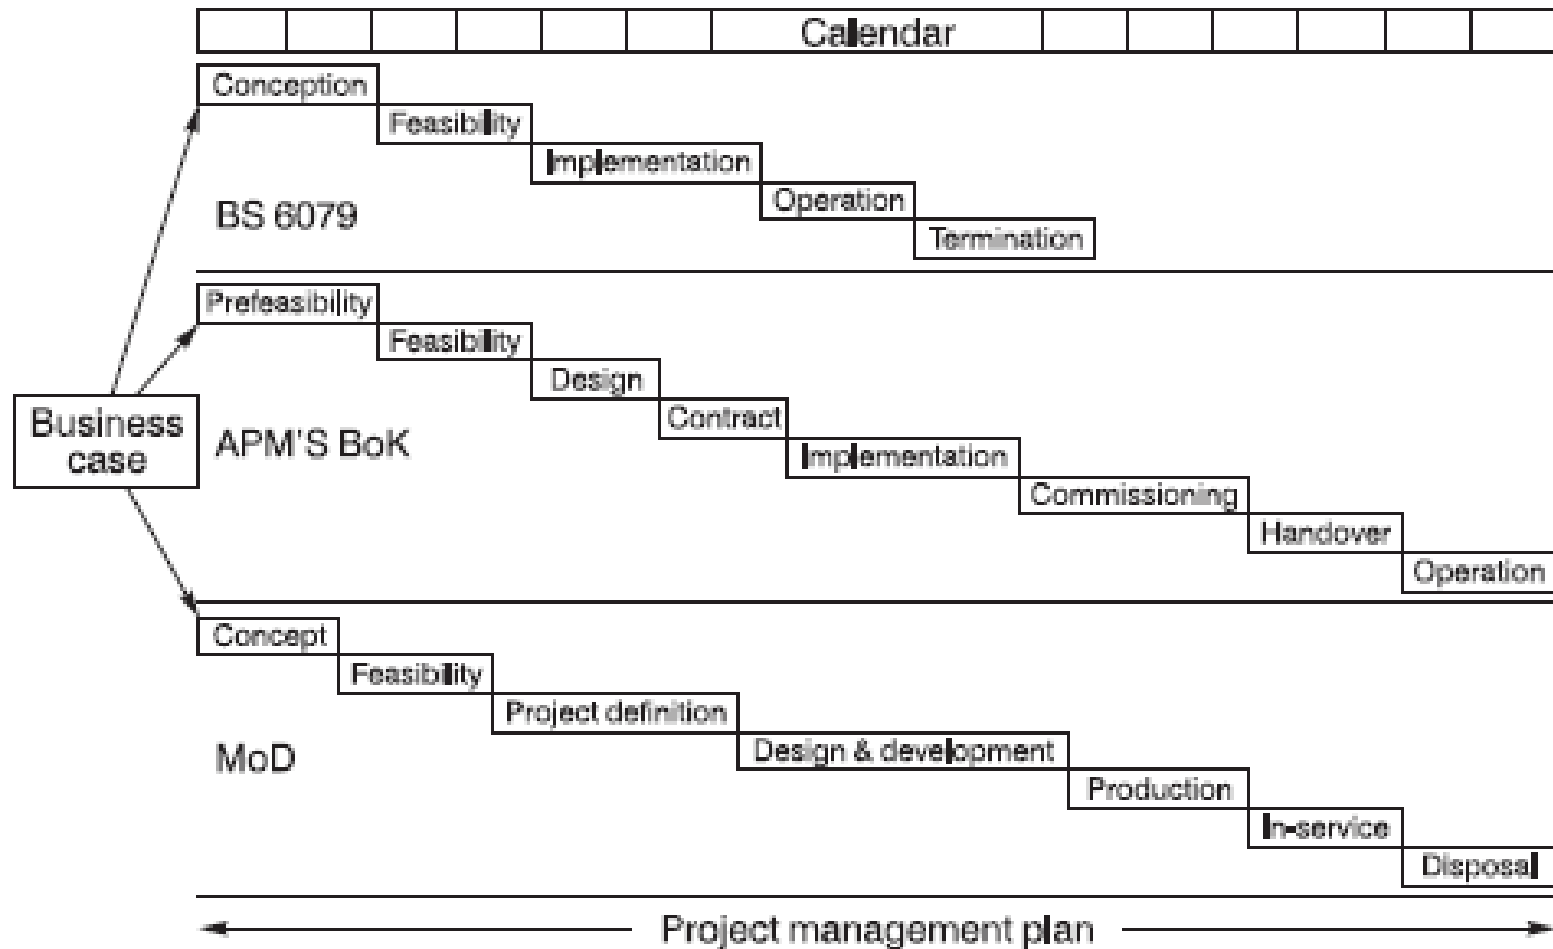 Calendar
Conception
Feasibility
Implementation
Operation
BS 6079
Termination
Prefeasibility
Feasibility
Design
Contract
Business
case
APM'S BoK
Implementation
Commissioning
Handover
Operation
Concept
Feasibility
Project definition
Design & development
MoD
Production
In-service
Disposal
Project management plan